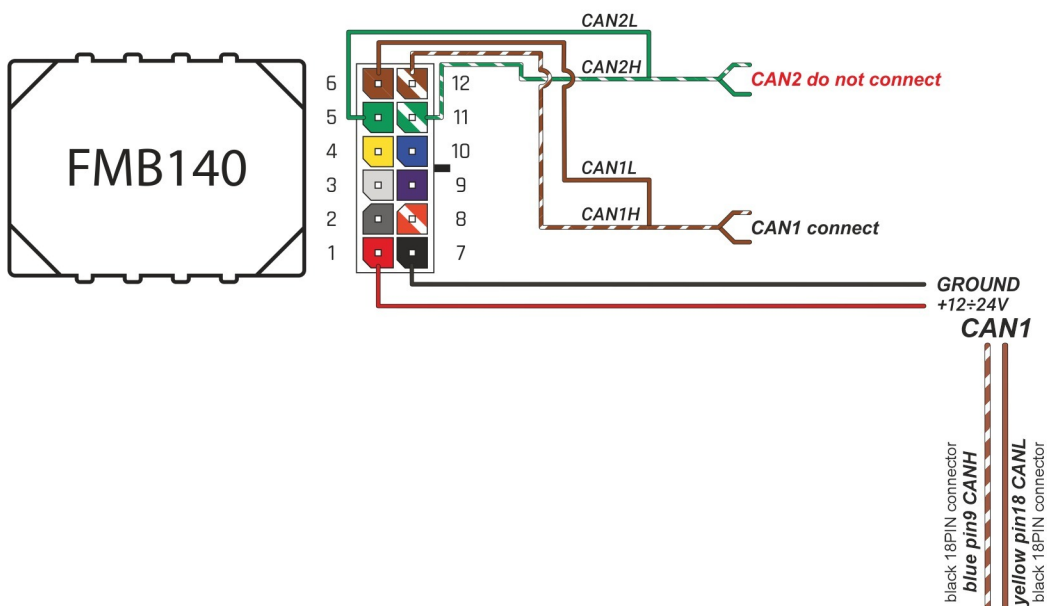 CAN2L
CAN2H
CAN2 do not connect
FMB140
6 12
5 11
4 10
3 9
2 8
1 7
CAN1L
CAN1H
CAN1 connect
GROUND
+12÷24V
CAN1
black 18PIN connector
blue pin9 CANH
yellow pin18 CANL
black 18PIN connector